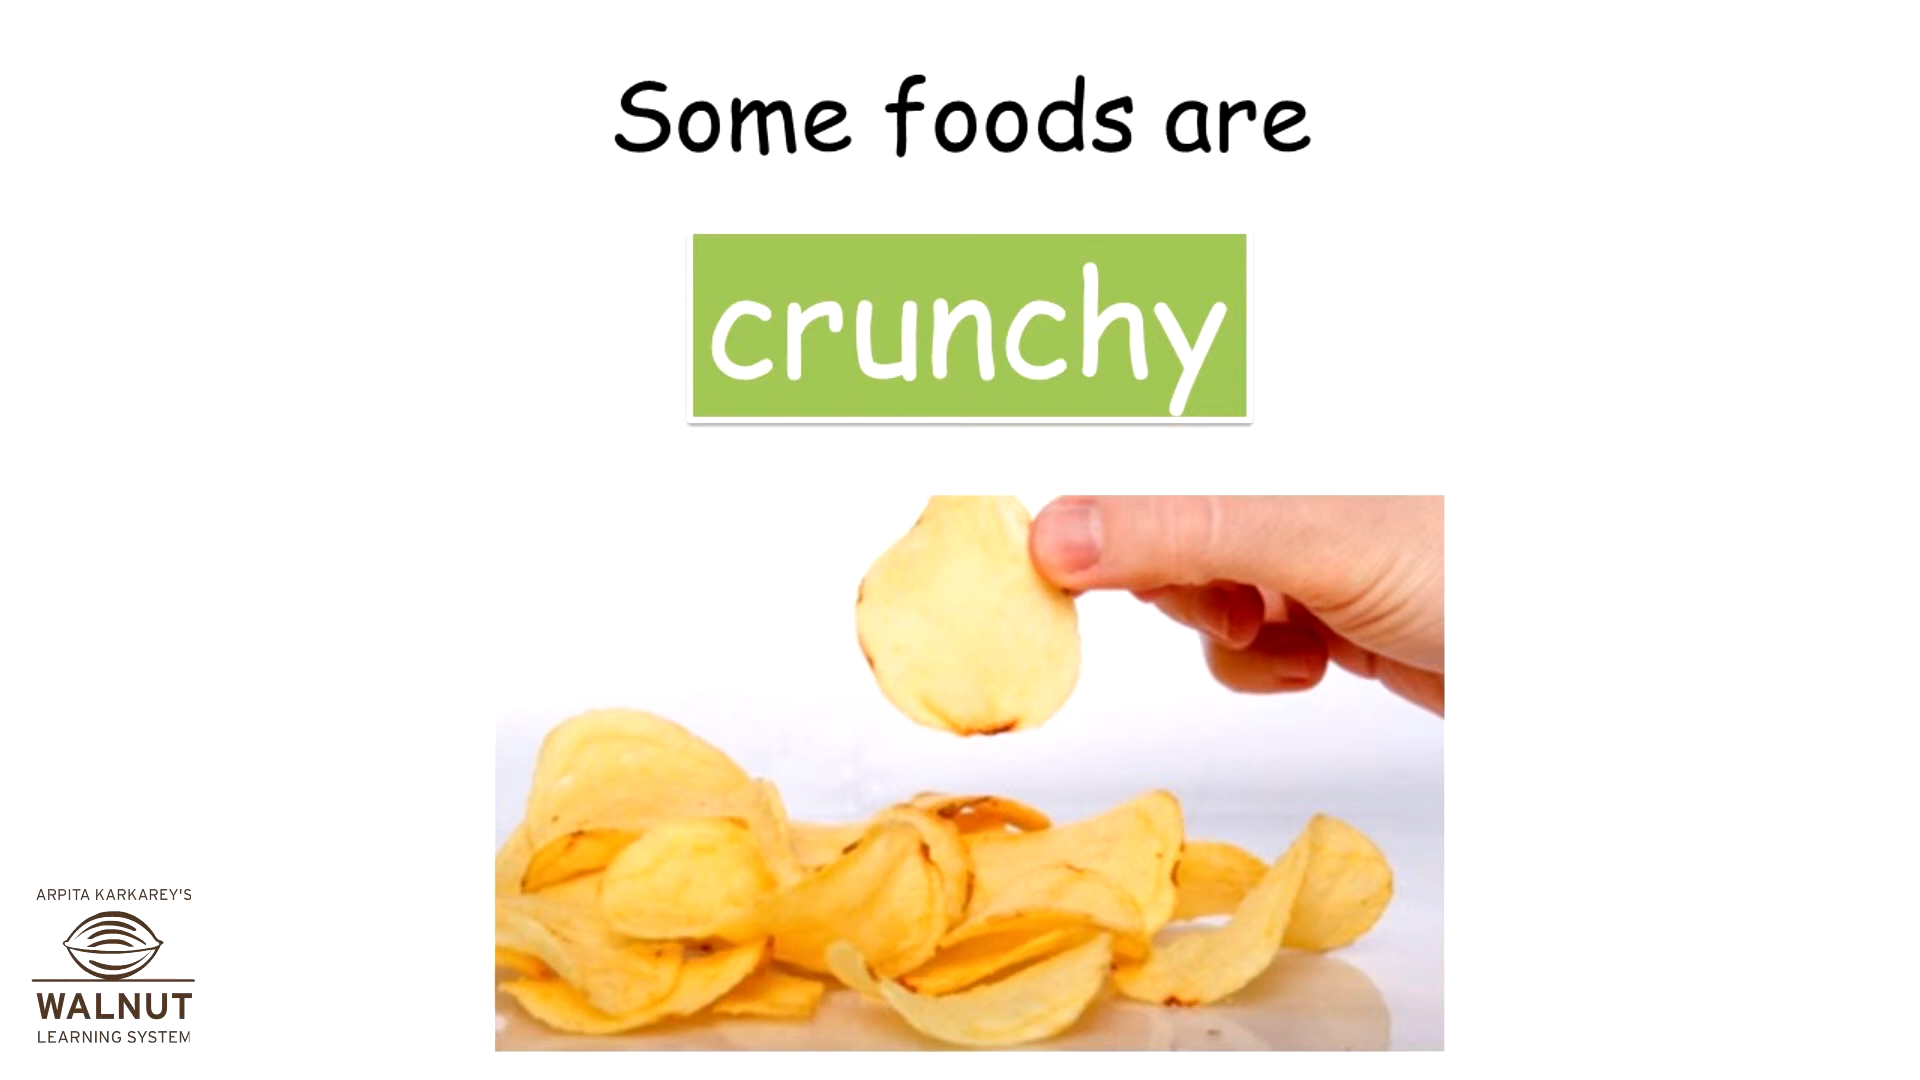 Some foods are
crunchy
ARPITA KARKAREY'S
WALNUT
LEARNING SYSTEM